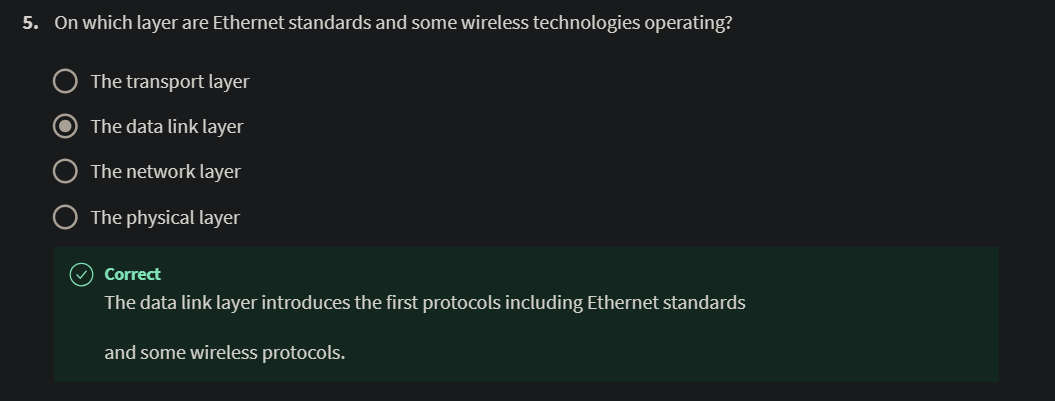 5. On which layer are Ethernet standards and some wireless technologies operating?
The transport layer
The data link layer
The network layer
The physical layer
Correct
The data link layer introduces the first protocols including Ethernet standards
and some wireless protocols.